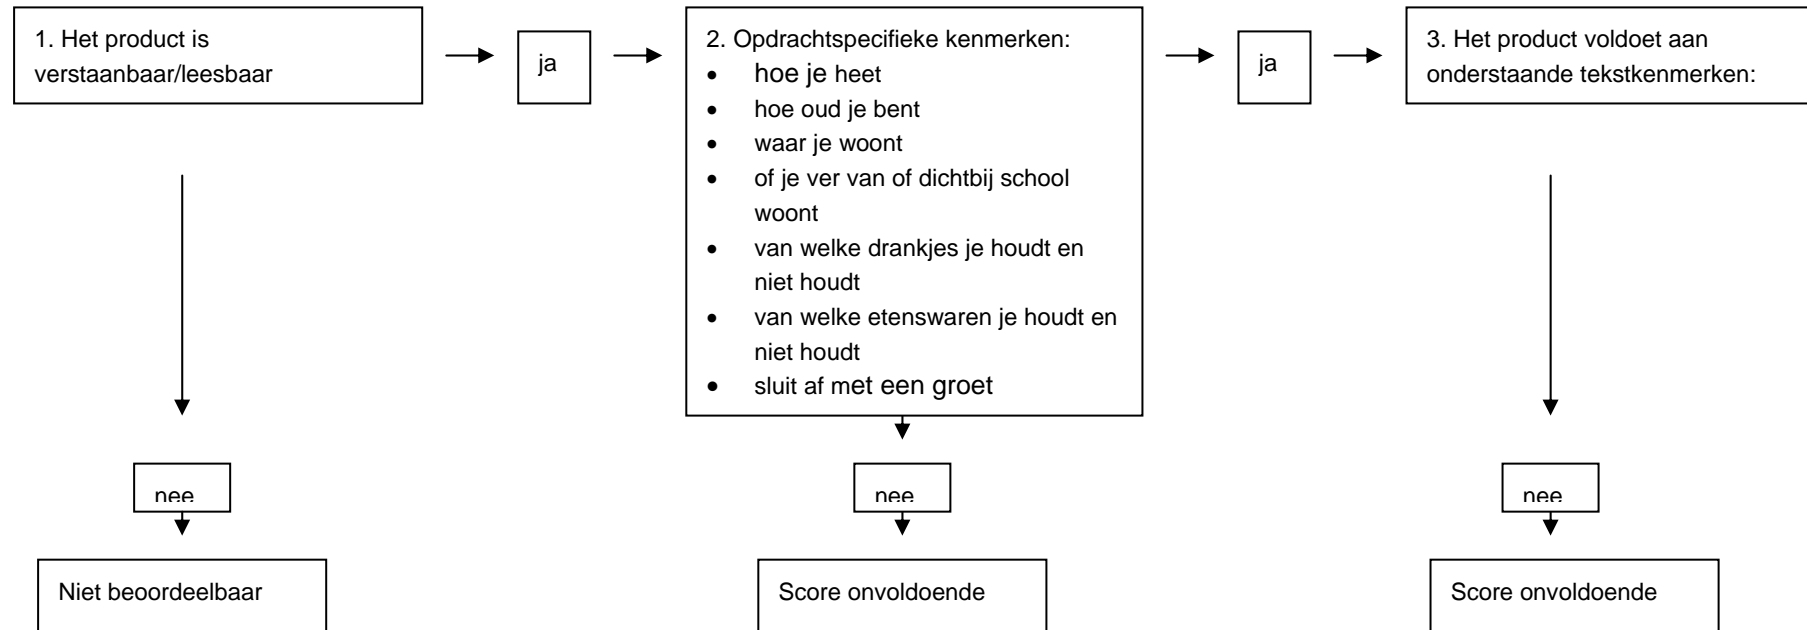 1. Het product is
verstaanbaar/leesbaar
ja
2. Opdrachtspecifieke kenmerken:
• hoe je heet
• hoe oud je bent
• waar je woont
• of je ver van of dichtbij school
woont
• van welke drankjes je houdt en
niet houdt
• van welke etenswaren je houdt en
niet houdt
• sluit af met een groet
ja
3. Het product voldoet aan
onderstaande tekstkenmerken:
nee
nee
nee
Niet beoordeelbaar
Score onvoldoende
Score onvoldoende